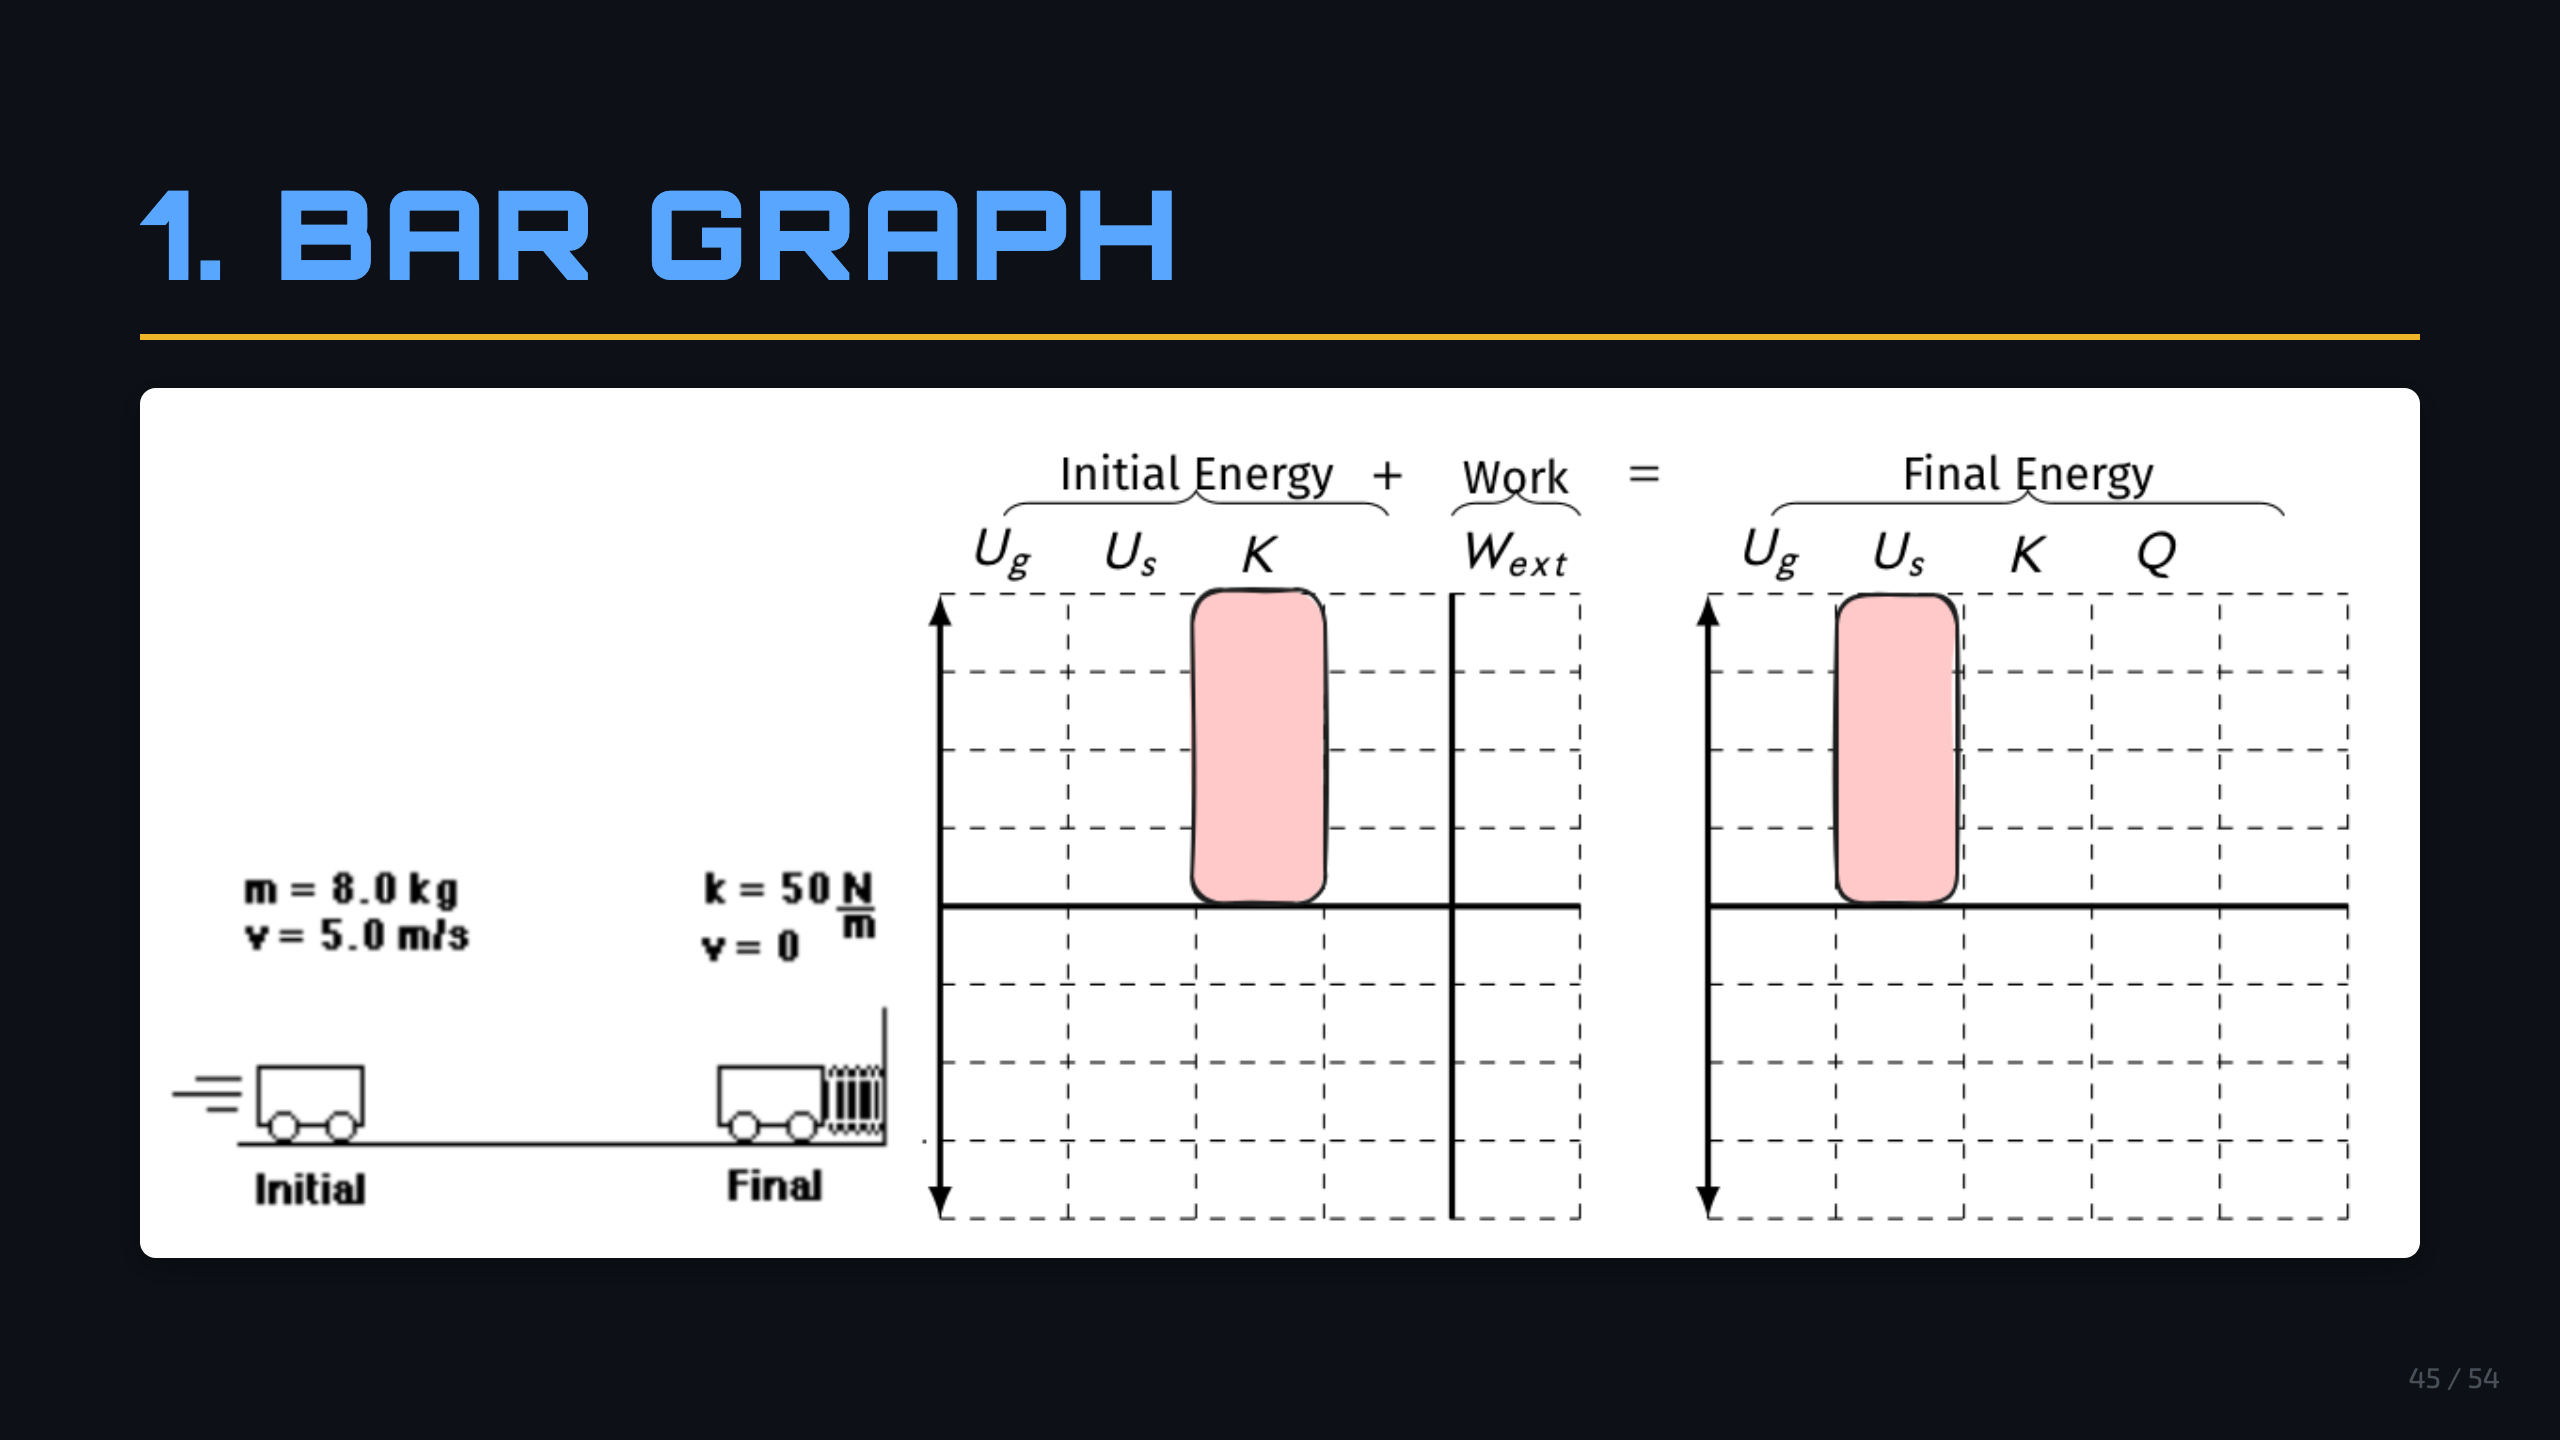 1. BAR GRAPH
Initial Energy + Work = Final Energy
U_g U_s K W_ext U_g U_s K Q
m = 8.0 kg
v = 5.0 m/s
k = 50 N/m
v = 0
Initial
Final
45 / 54